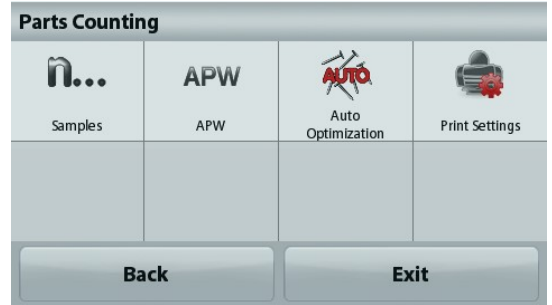 Parts Counting
n...
APW
AUTO
Samples
APW
Auto
Optimization
Print Settings
Back
Exit